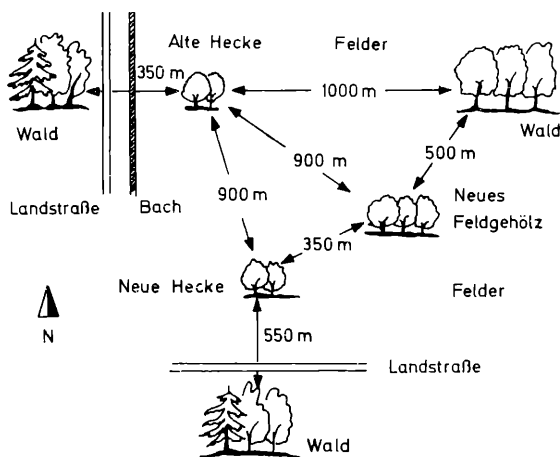 Alte Hecke
Felder
350 m
1000 m
Wald
Wald
900 m
500 m
900 m
Landstraße
Bach
Neues
Feldgehölz
350 m
Neue Hecke
Felder
N
550 m
Landstraße
Wald